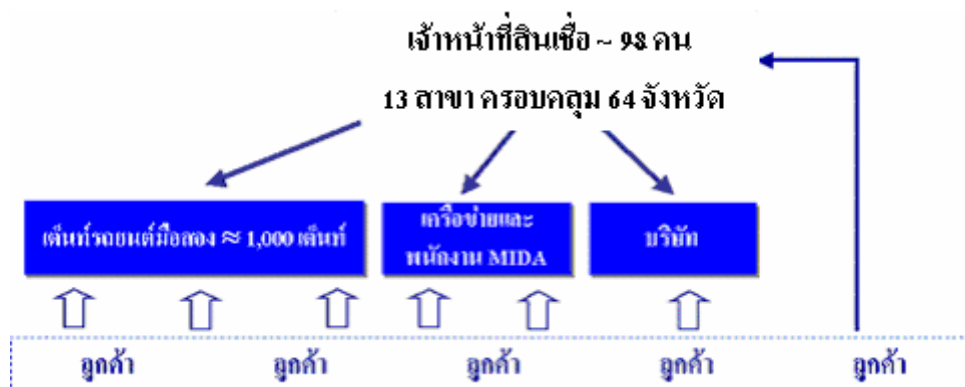 เจ้าหน้าที่สินเชื่อ ~ 98 คน
13 สาขา ครอบคลุม 64 จังหวัด
เต็นท์รถยนต์มือสอง ≈ 1,000 เต็นท์
เครือข่ายและ
พนักงาน MIDA
บริษัท
ลูกค้า ลูกค้า ลูกค้า ลูกค้า ลูกค้า